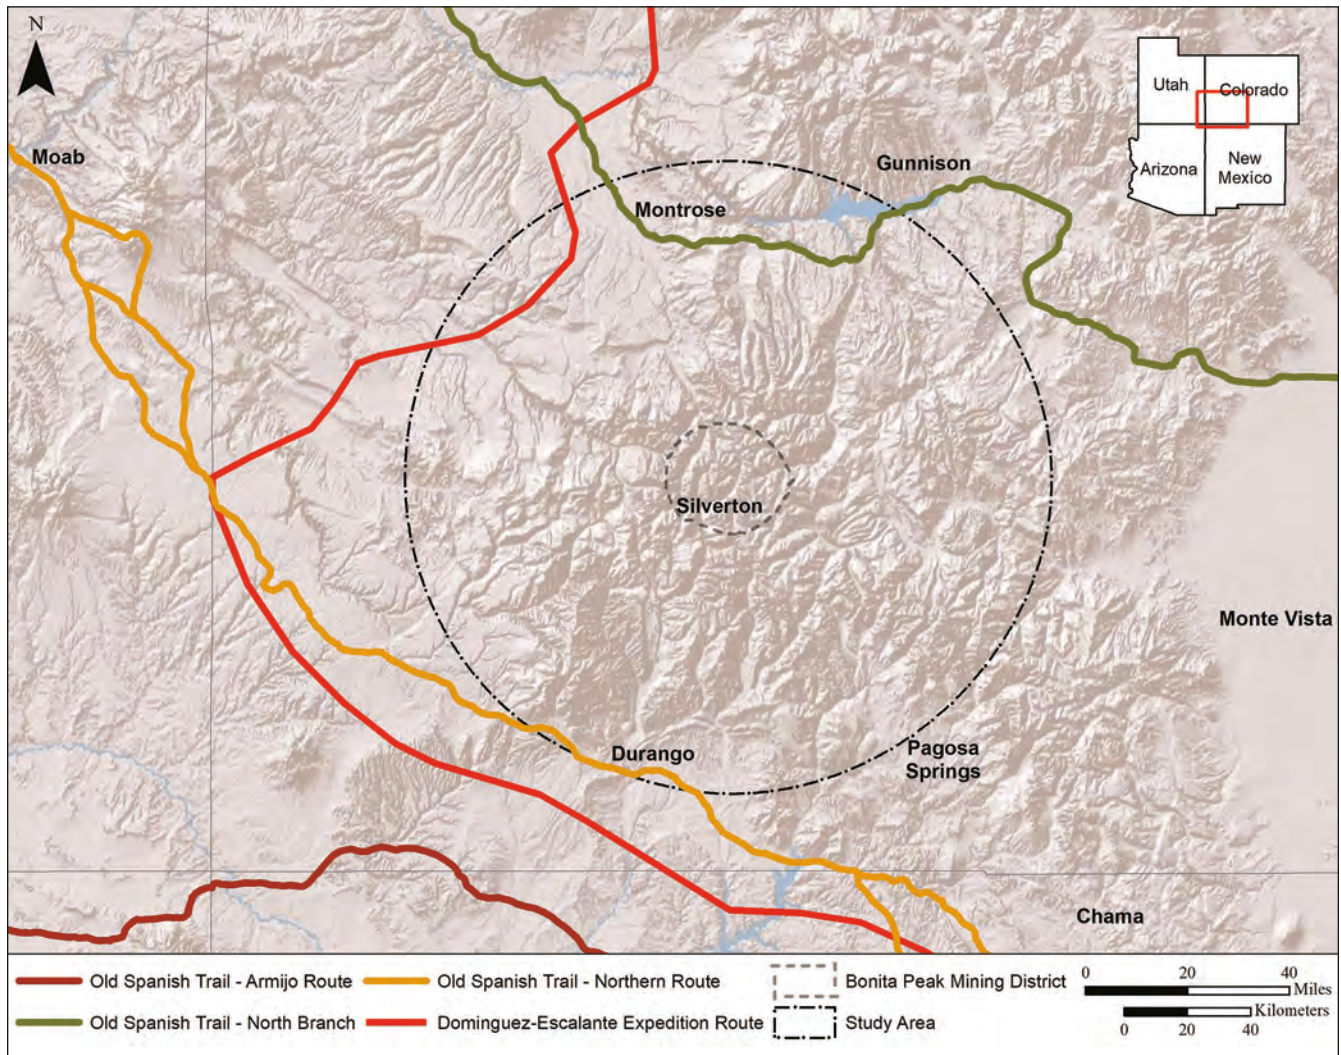 N
Utah
Colorado
Arizona
New
Mexico
Moab
Gunnison
Montrose
Silverton
Monte Vista
Durango
Pagosa
Springs
Chama
Old Spanish Trail - Armijo Route
Old Spanish Trail - Northern Route
Bonita Peak Mining District
0 20 40
Miles
Old Spanish Trail - North Branch
Dominguez-Escalante Expedition Route
Study Area
Kilometers
0 20 40